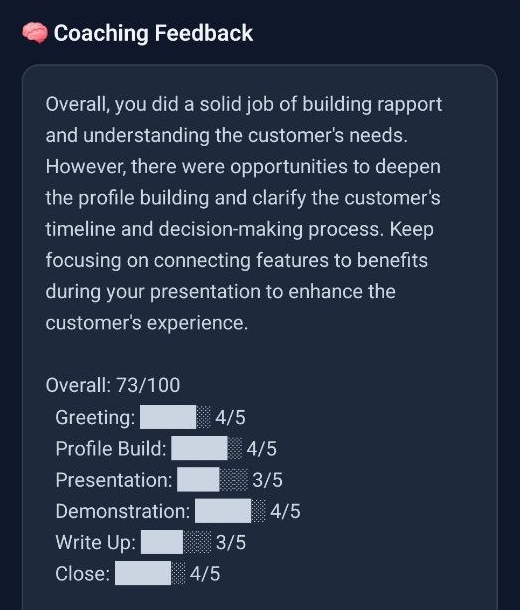 🧠 Coaching Feedback
Overall, you did a solid job of building rapport
and understanding the customer's needs.
However, there were opportunities to deepen
the profile building and clarify the customer's
timeline and decision-making process. Keep
focusing on connecting features to benefits
during your presentation to enhance the
customer's experience.
Overall: 73/100
Greeting: ████░ 4/5
Profile Build: ████░ 4/5
Presentation: ███░░ 3/5
Demonstration: ████░ 4/5
Write Up: ███░░ 3/5
Close: ████░ 4/5